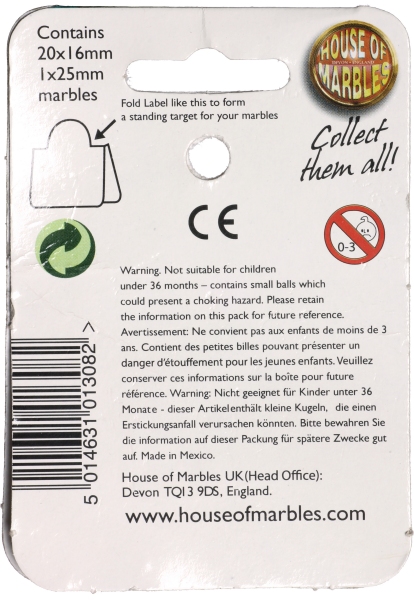 Contains
20x16mm
1x25mm
marbles
HOUSE OF
DEVON - ENGLAND
MARBLES
Fold Label like this to form
a standing target for your marbles
Collect
them all!
CE
0-3
Warning. Not suitable for children
under 36 months – contains small balls which
could present a choking hazard. Please retain
the information on this pack for future reference.
Avertissement: Ne convient pas aux enfants de moins de 3
ans. Contient des petites billes pouvant présenter un
danger d'étouffement pour les jeunes enfants. Veuillez
conserver ces informations sur la boîte pour future
référence. Warning: Nicht geeignet für Kinder unter 36
Monate - dieser Artikelenthält kleine Kugeln, die einen
Erstickungsanfall verursachen könnten. Bitte bewahren Sie
die information auf dieser Packung für spätere Zwecke gut
auf. Made in Mexico.
5 014631 013082 >
House of Marbles UK(Head Office):
Devon TQ13 9DS, England.
www.houseofmarbles.com